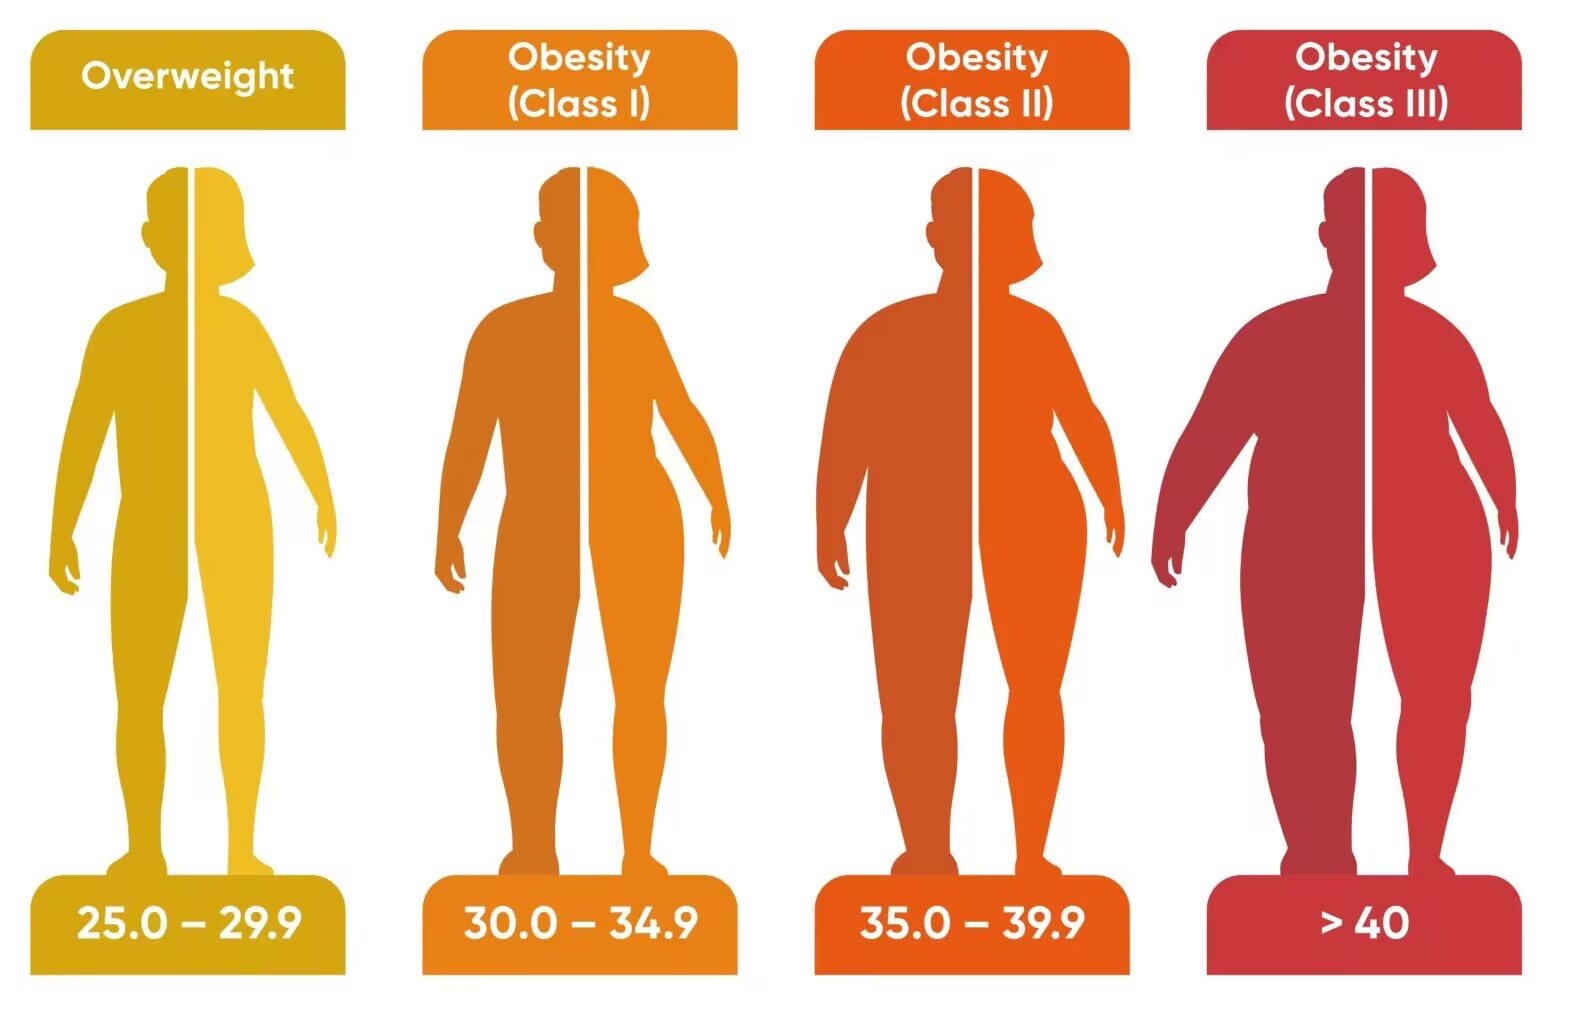 Overweight
Obesity
(Class I)
Obesity
(Class II)
Obesity
(Class III)
25.0 – 29.9
30.0 – 34.9
35.0 – 39.9
> 40